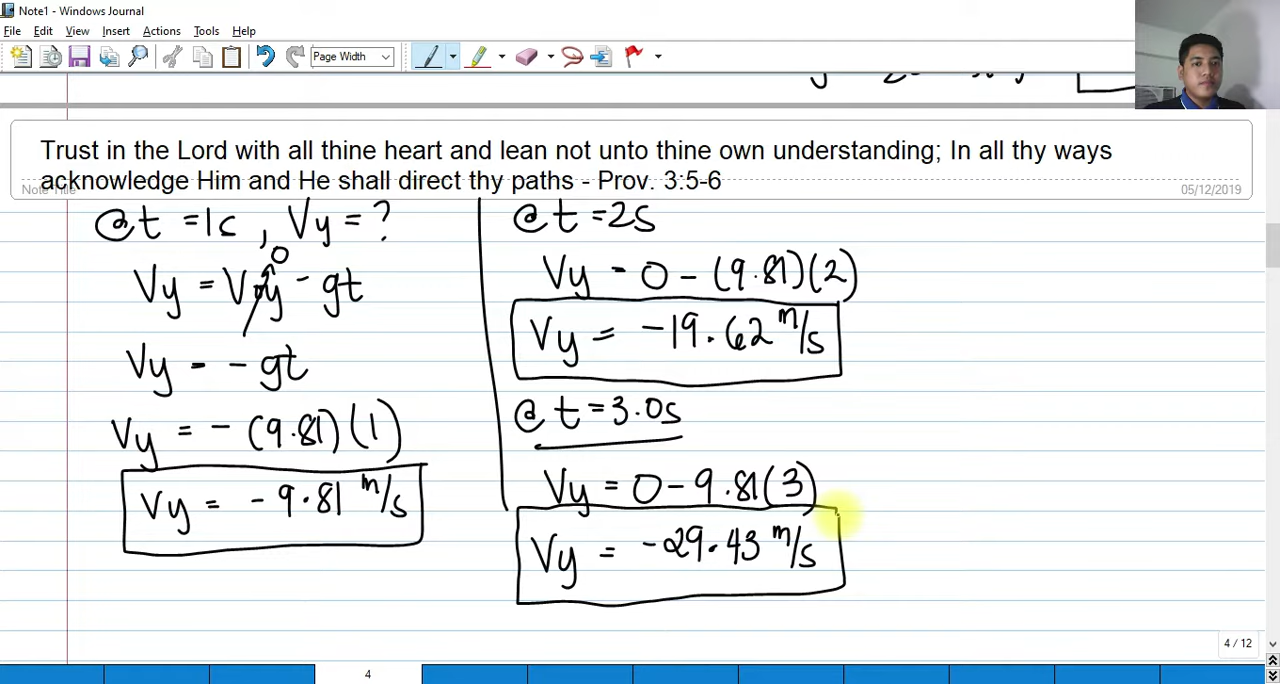 Note1 - Windows Journal
File Edit View Insert Actions Tools Help
Page Width
Trust in the Lord with all thine heart and lean not unto thine own understanding; In all thy ways
acknowledge Him and He shall direct thy paths - Prov. 3:5-6
Note Title
05/12/2019
@ t = 1s, Vy = ?
Vy = Voy 0 - gt
Vy = - gt
Vy = - (9.81)(1)
Vy = - 9.81 m/s
@ t = 2s
Vy = 0 - (9.81)(2)
Vy = -19.62 m/s
@ t = 3.0s
Vy = 0 - 9.81(3)
Vy = -29.43 m/s
4 / 12
4